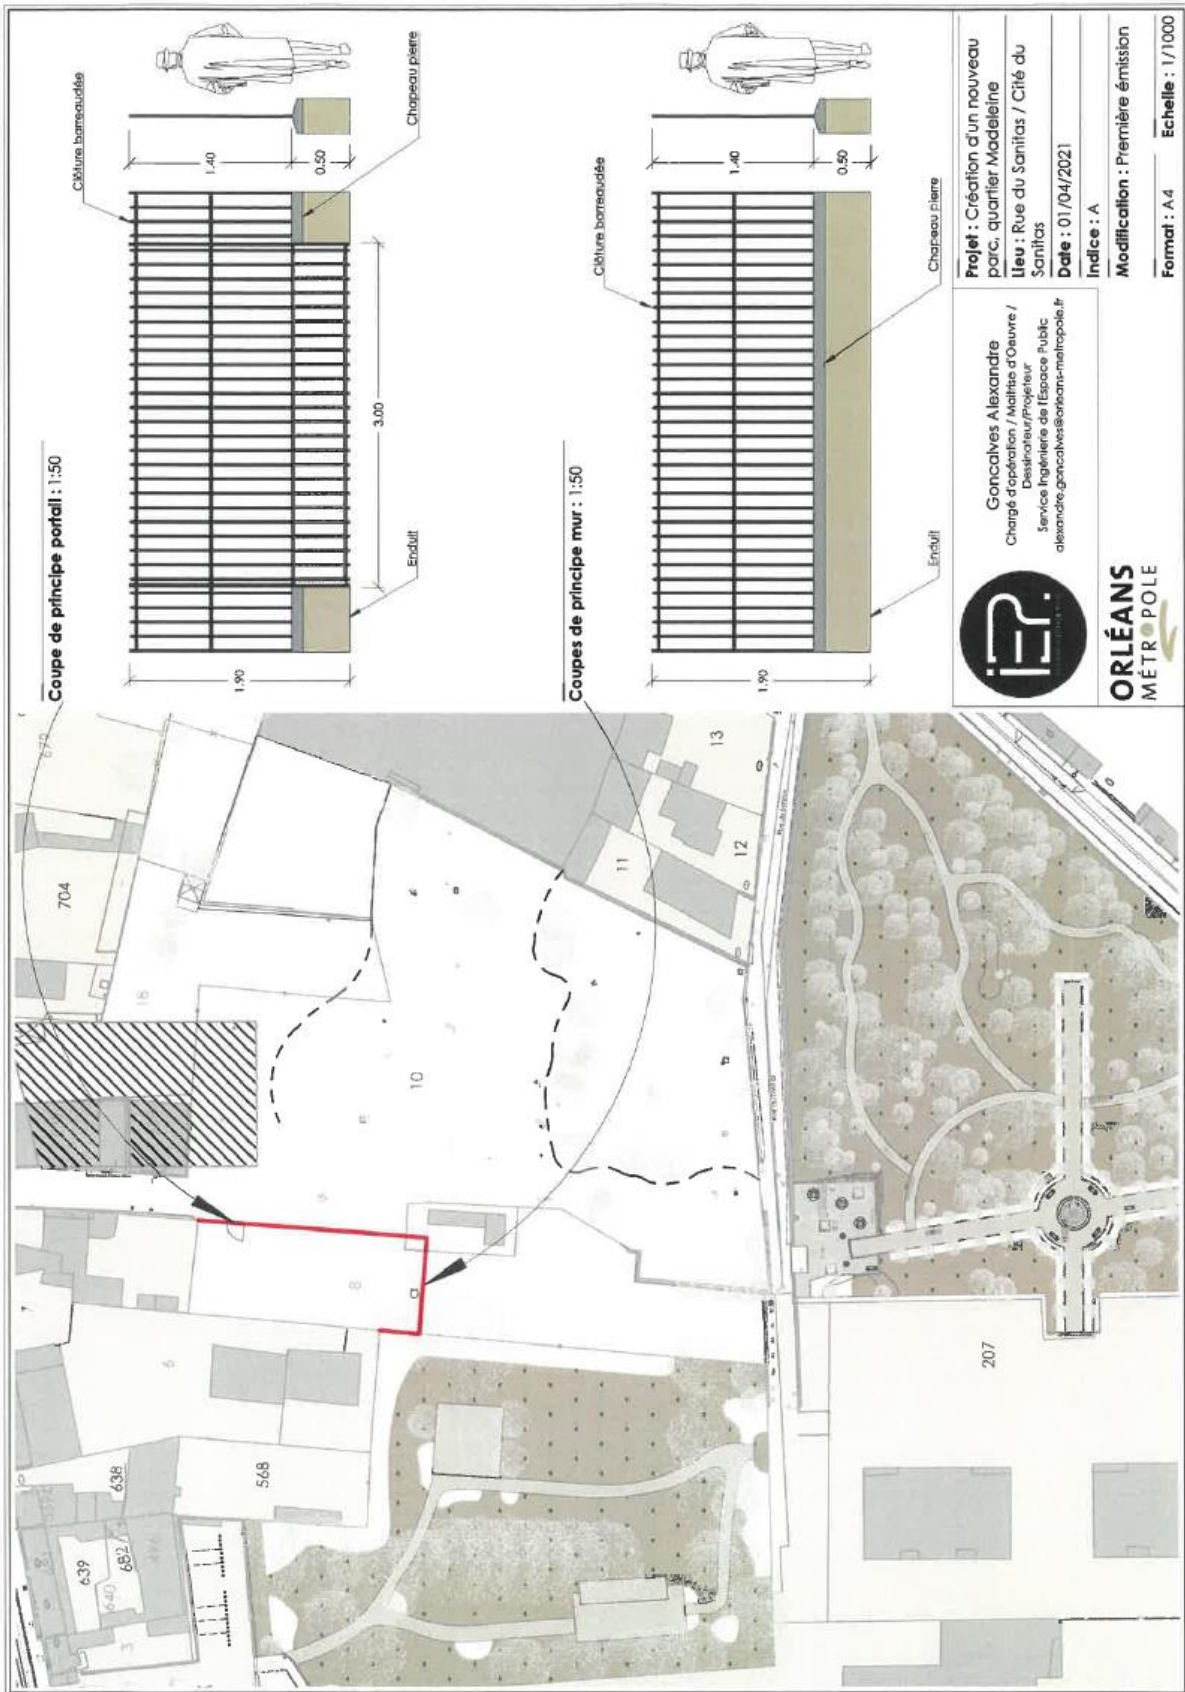 Coupe de principe portail : 1:50
Clôture barreaudée
1.40
0.50
Chapeau pierre
1.90
3.00
Enduit
Coupes de principe mur : 1:50
Clôture barreaudée
1.40
0.50
Chapeau pierre
1.90
Enduit
704
18
10
11
12
13
8
7
6
568
638
639
640
682
3
207
iEP.
Goncalves Alexandre
Chargé d'opération / Maîtrise d'Oeuvre /
Dessinateur/Projeteur
Service Ingénierie de l'Espace Public
alexandre.goncalves@orleans-metropole.fr
ORLÉANS
MÉTROPOLE
Projet : Création d'un nouveau
parc, quartier Madeleine
Lieu : Rue du Sanitas / Cité du
Sanitas
Date : 01/04/2021
Indice : A
Modification : Première émission
Format : A4
Echelle : 1/1000